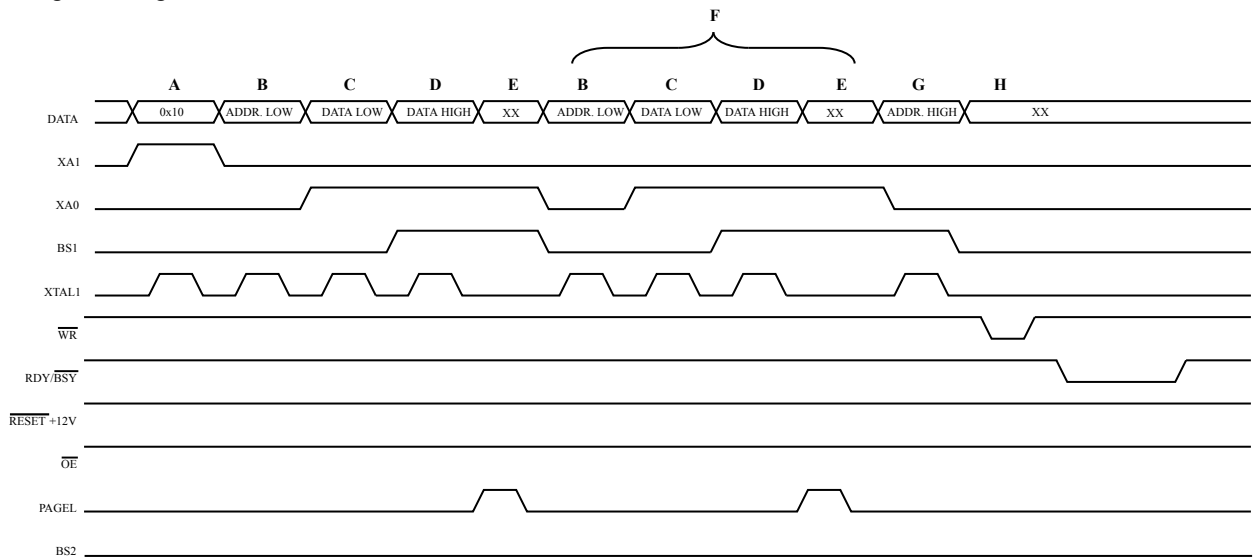 F
A B C D E B C D E G H
DATA 0x10 ADDR. LOW DATA LOW DATA HIGH XX ADDR. LOW DATA LOW DATA HIGH XX ADDR. HIGH XX
XA1
XA0
BS1
XTAL1
WR
RDY/BSY
RESET +12V
OE
PAGEL
BS2